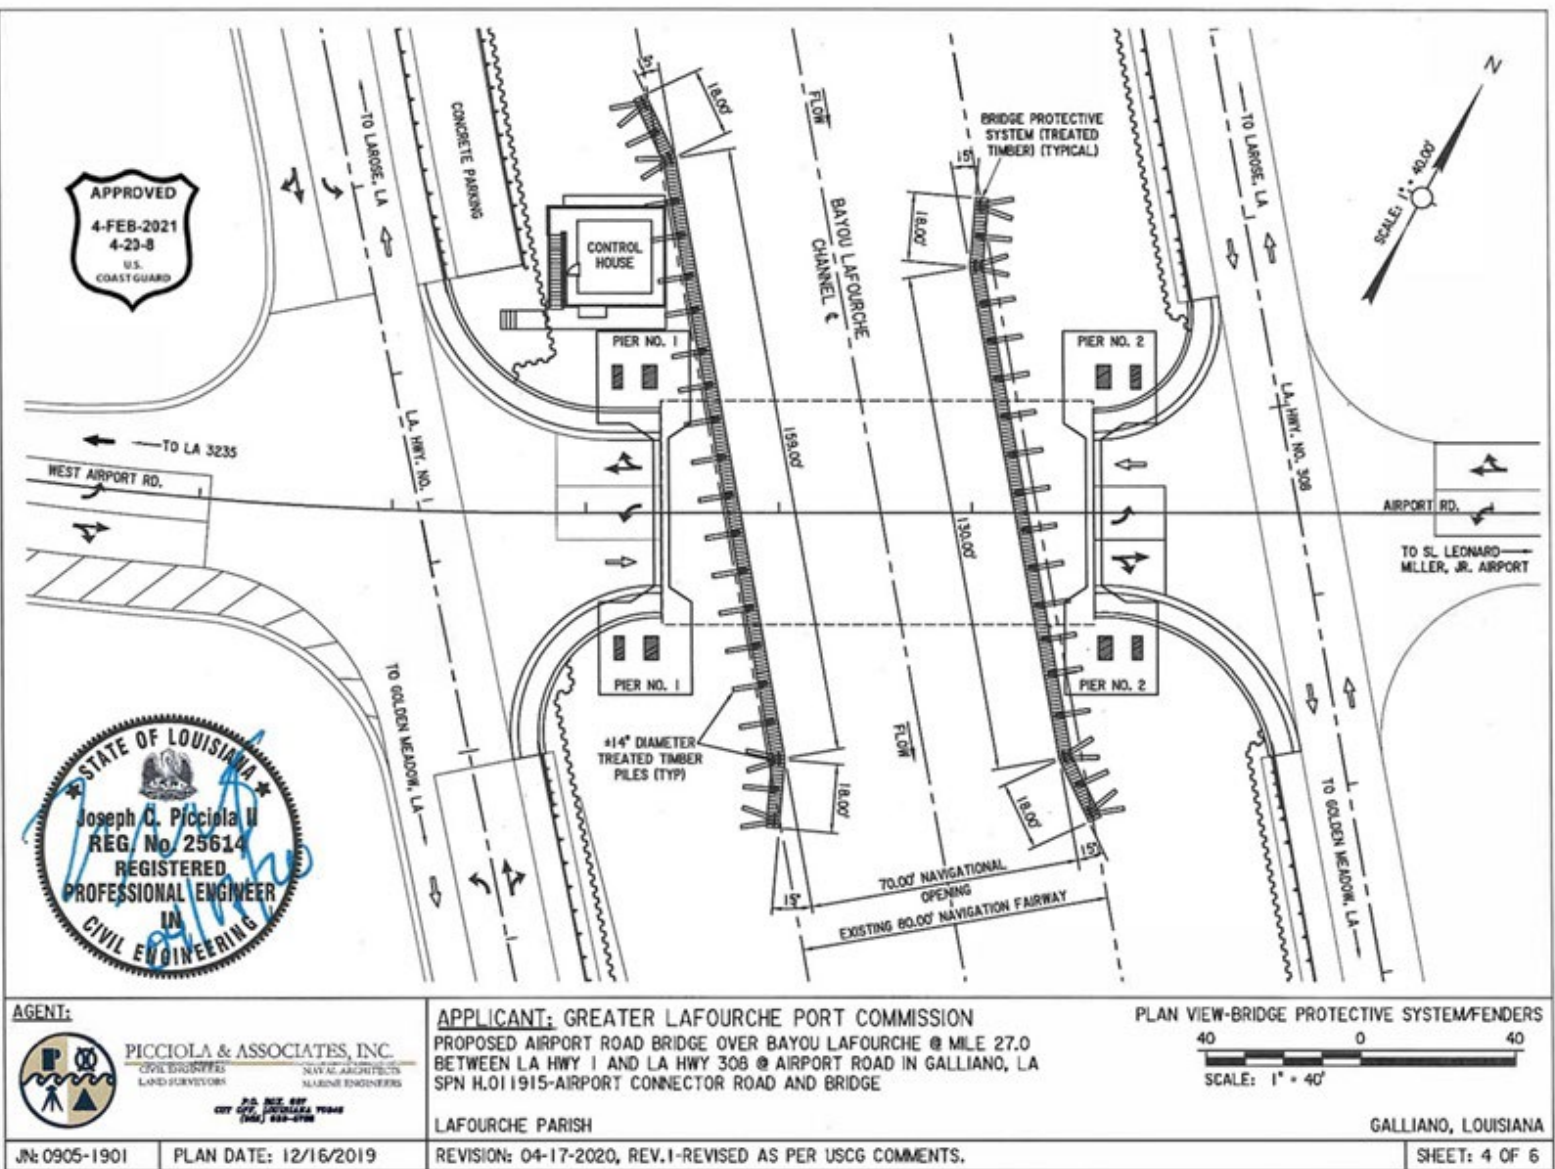 APPROVED
4-FEB-2021
4-20-8
U.S.
COAST GUARD
TO LAROSE, LA
CONCRETE PARKING
CONTROL
HOUSE
PIER NO. 1
15"
18.00'
FLOW
BAYOU LAFOURCHE
CHANNEL ℄
BRIDGE PROTECTIVE
SYSTEM (TREATED
TIMBER) (TYPICAL)
15"
18.00'
PIER NO. 2
TO LAROSE, LA
N
SCALE: 1" = 40.00'
TO LA 3235
WEST AIRPORT RD.
LA. HWY. NO. 1
159.00'
130.00'
LA. HWY. NO. 308
AIRPORT RD.
TO SL LEONARD
MILLER, JR. AIRPORT
PIER NO. 1
PIER NO. 2
TO GOLDEN MEADOW, LA
±14" DIAMETER
TREATED TIMBER
PILES (TYP)
FLOW
18.00'
18.00'
15"
15"
70.00' NAVIGATIONAL
OPENING
EXISTING 80.00' NAVIGATION FAIRWAY
TO GOLDEN MEADOW, LA
STATE OF LOUISIANA
Joseph C. Picciola II
REG. No. 25614
REGISTERED
PROFESSIONAL ENGINEER
IN
CIVIL ENGINEERING
AGENT:
PICCIOLA & ASSOCIATES, INC.
CIVIL ENGINEERS NAVAL ARCHITECTS
LAND SURVEYORS MARINE ENGINEERS
APPLICANT: GREATER LAFOURCHE PORT COMMISSION
PROPOSED AIRPORT ROAD BRIDGE OVER BAYOU LAFOURCHE @ MILE 27.0
BETWEEN LA HWY 1 AND LA HWY 308 @ AIRPORT ROAD IN GALLIANO, LA
SPN H.011915-AIRPORT CONNECTOR ROAD AND BRIDGE
LAFOURCHE PARISH
PLAN VIEW-BRIDGE PROTECTIVE SYSTEM/FENDERS
40 0 40
SCALE: 1" = 40'
GALLIANO, LOUISIANA
JN: 0905-1901
PLAN DATE: 12/16/2019
REVISION: 04-17-2020, REV.1-REVISED AS PER USCG COMMENTS.
SHEET: 4 OF 6